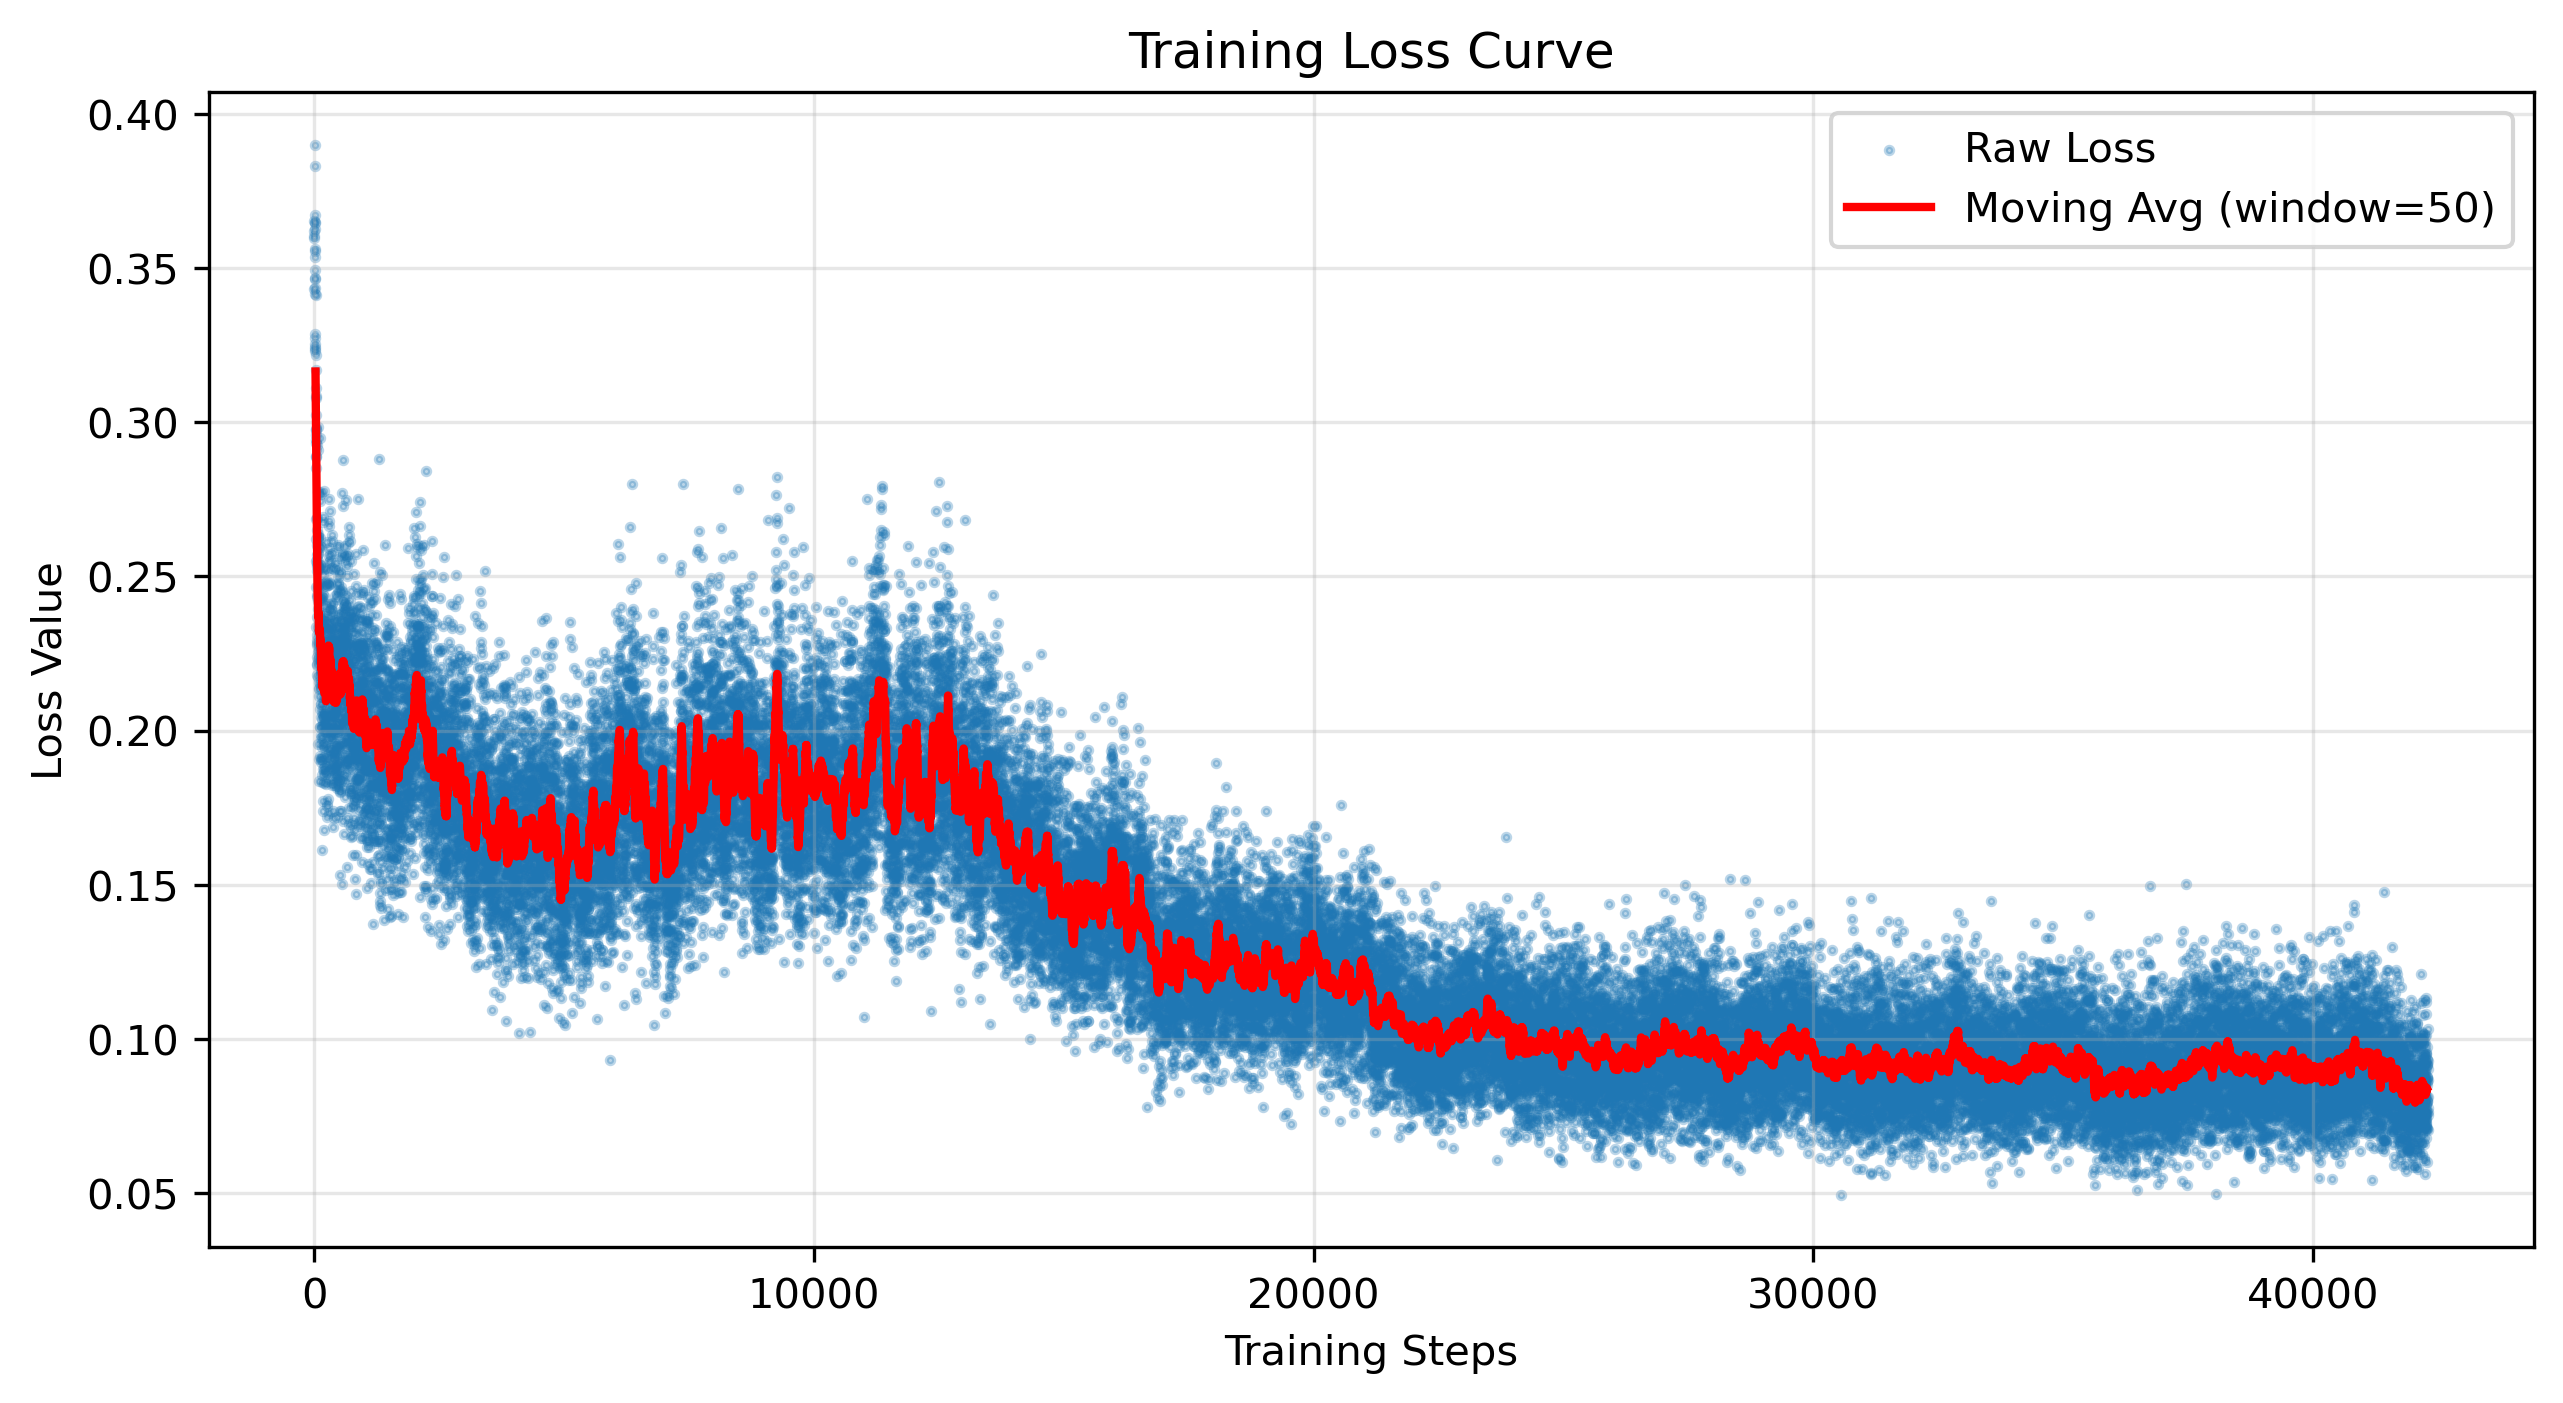 Training Loss Curve
Raw Loss
Moving Avg (window=50)
Loss Value
0.40
0.35
0.30
0.25
0.20
0.15
0.10
0.05
0
10000
20000
30000
40000
Training Steps